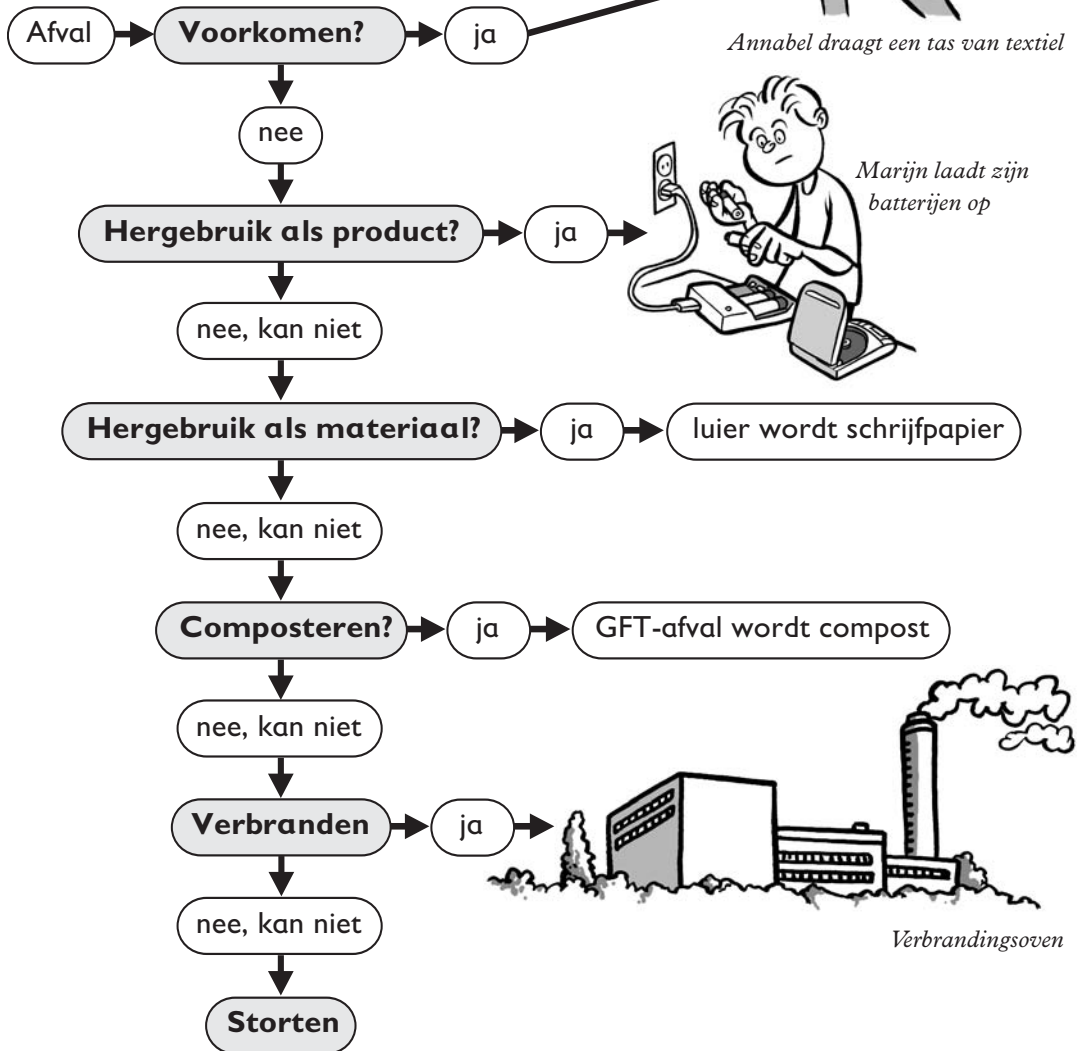 Afval
Voorkomen?
ja
Annabel draagt een tas van textiel
nee
Marijn laadt zijn
batterijen op
Hergebruik als product?
ja
nee, kan niet
Hergebruik als materiaal?
ja
luier wordt schrijfpapier
nee, kan niet
Composteren?
ja
GFT-afval wordt compost
nee, kan niet
Verbranden
ja
nee, kan niet
Verbrandingsoven
Storten